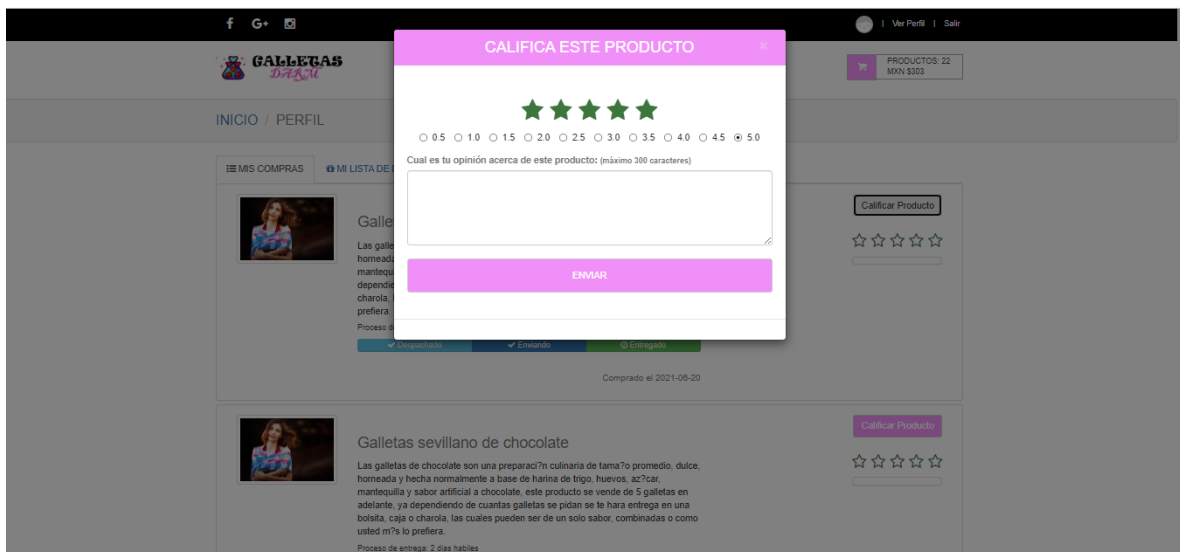 f G+
| Ver Perfil | Salir
GALLETAS
DARM
CALIFICA ESTE PRODUCTO ×
PRODUCTOS: 22
MXN $303
INICIO / PERFIL
0.5 1.0 1.5 2.0 2.5 3.0 3.5 4.0 4.5 5.0
Cual es tu opinión acerca de este producto: (máximo 300 caracteres)
ENVIAR
MIS COMPRAS MI LISTA DE
Calificar Producto
Galle
Las galle
horneada
mantequi
dependie
charola,
prefiera.
Proceso d
Despachado Enviando Entregado
Comprado el 2021-06-20
Calificar Producto
Galletas sevillano de chocolate
Las galletas de chocolate son una preparaci?n culinaria de tama?o promedio, dulce,
horneada y hecha normalmente a base de harina de trigo, huevos, az?car,
mantequilla y sabor artificial a chocolate, este producto se vende de 5 galletas en
adelante, ya dependiendo de cuantas galletas se pidan se te hara entrega en una
bolsita, caja o charola, las cuales pueden ser de un solo sabor, combinadas o como
usted m?s lo prefiera.
Proceso de entrega: 2 dias habiles